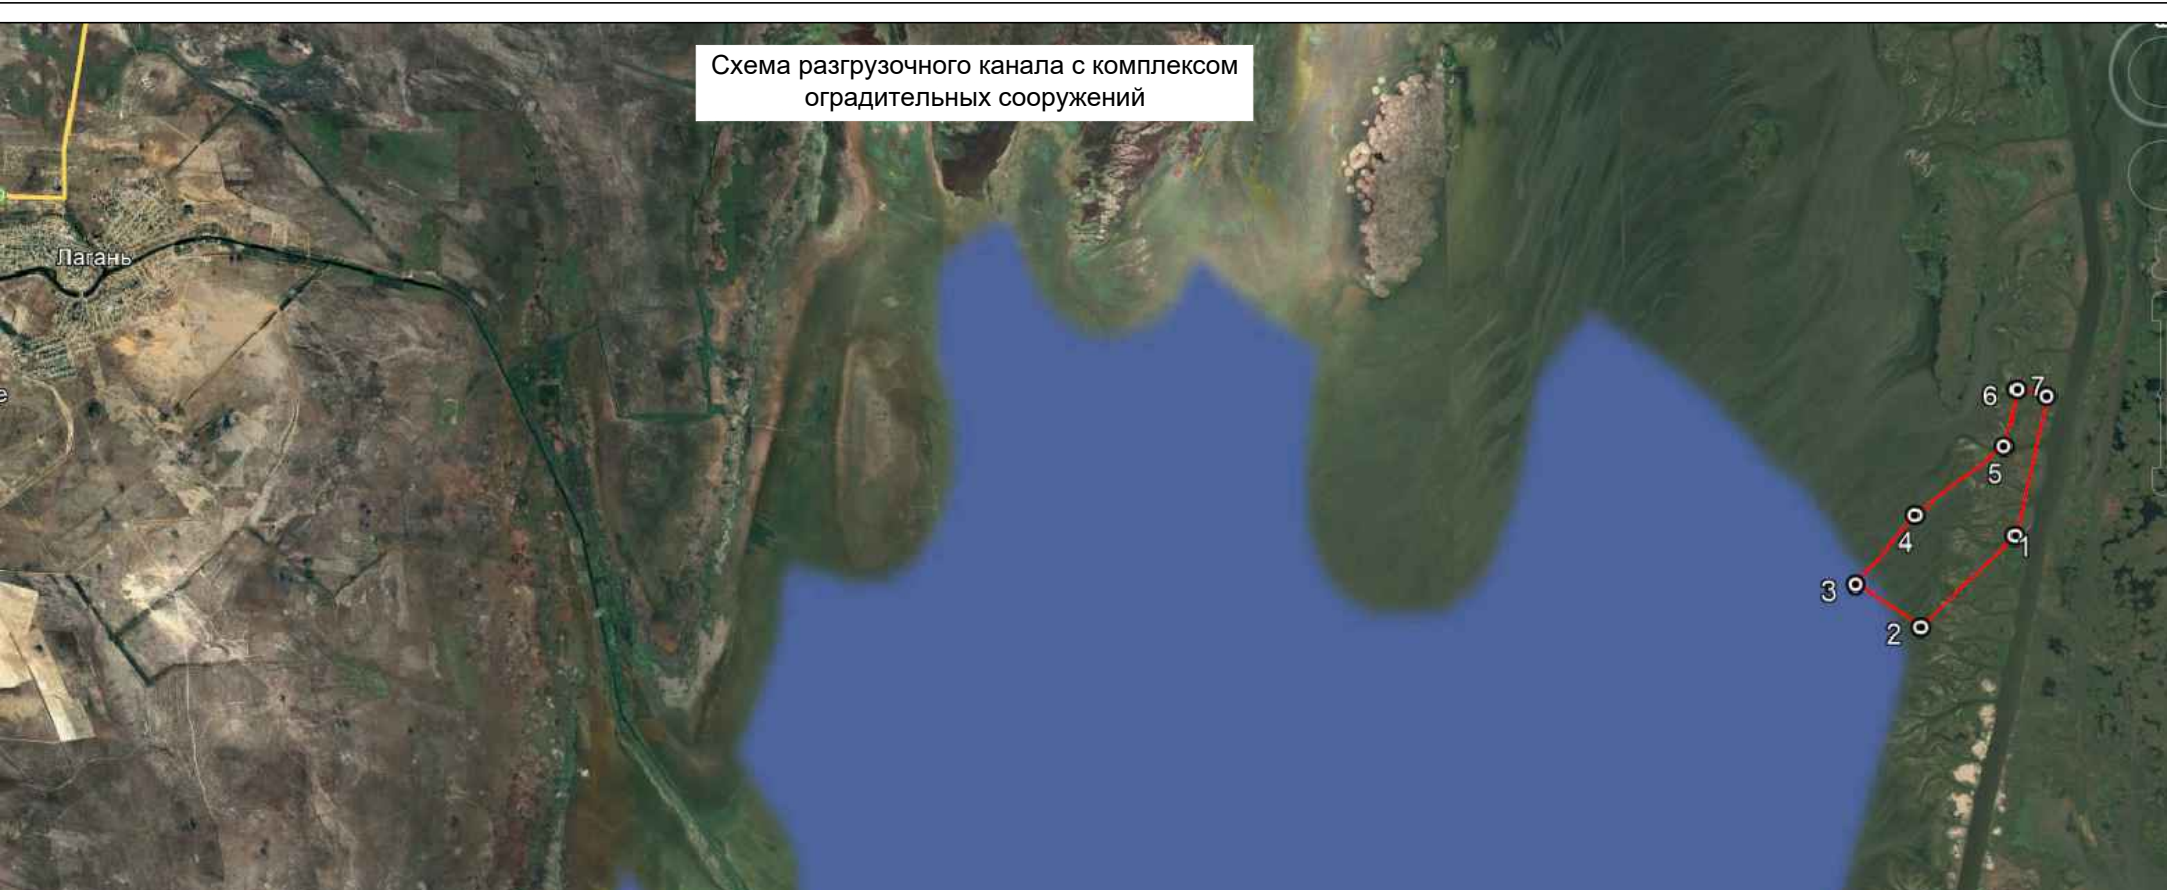 Схема разгрузочного канала с комплексом
оградительных сооружений
Лагань
е
6
7
5
4
1
3
2